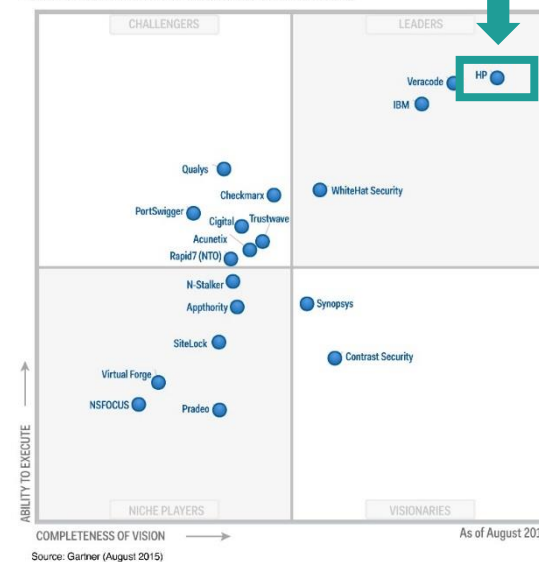 CHALLENGERS
LEADERS
HP
Veracode
IBM
Qualys
Checkmarx
WhiteHat Security
PortSwigger
Cigital
Trustwave
Acunetix
Rapid7 (NTO)
N-Stalker
Appthority
Synopsys
SiteLock
Contrast Security
Virtual Forge
NSFOCUS
Pradeo
ABILITY TO EXECUTE
NICHE PLAYERS
VISIONARIES
COMPLETENESS OF VISION
As of August 201
Source: Gartner (August 2015)